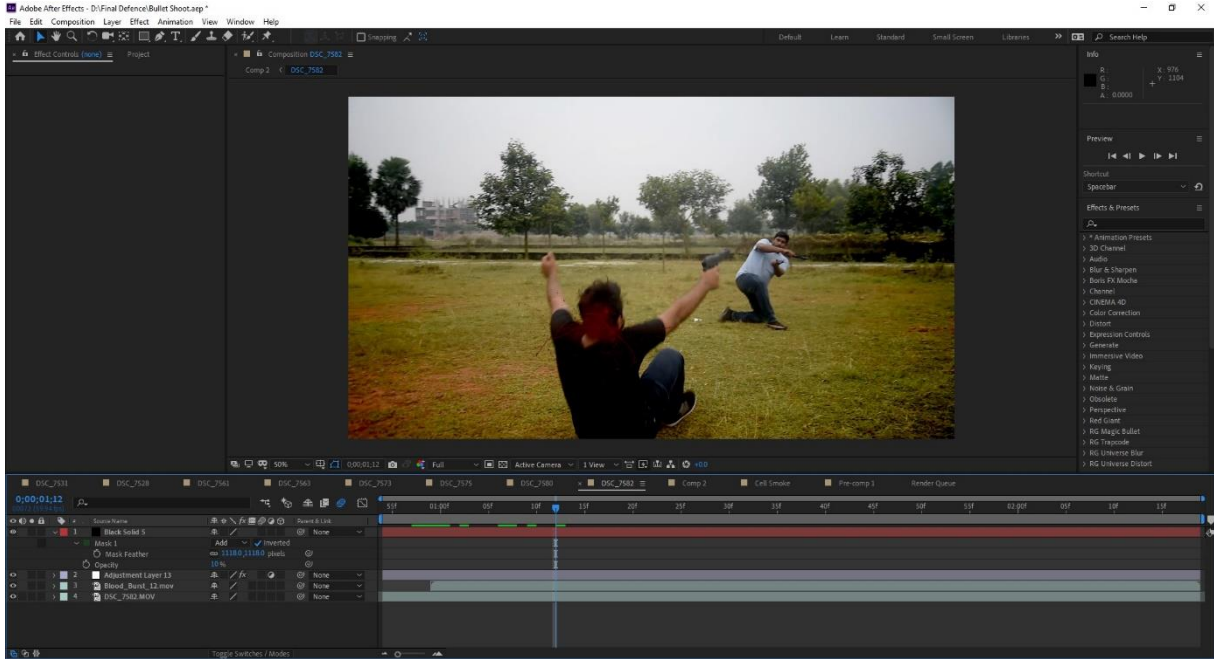 Adobe After Effects - D:\Final Defence\Bullet Shoot.aep *
File Edit Composition Layer Effect Animation View Window Help
Snapping
Default Learn Standard Small Screen Libraries
Search Help
Effect Controls (none) Project
Composition DSC_7582
Comp 2 DSC_7582
Info
R : X : 976
G : Y : 1104
B :
A : 0.0000
Preview
Shortcut
Spacebar
Effects & Presets
* Animation Presets
3D Channel
Audio
Blur & Sharpen
Boris FX Mocha
Channel
CINEMA 4D
Color Correction
Distort
Expression Controls
Generate
Immersive Video
Keying
Matte
Noise & Grain
Obsolete
Perspective
Red Giant
RG Magic Bullet
RG Trapcode
RG Universe Blur
RG Universe Distort
50% 0;00;01;12 Full Active Camera 1 View +0.0
DSC_7531 DSC_7528 DSC_7561 DSC_7563 DSC_7573 DSC_7575 DSC_7580 DSC_7582 Comp 2 Cell Smoke Pre-comp 1 Render Queue
0;00;01;12
55f 01:00f 05f 10f 15f 20f 25f 30f 35f 40f 45f 50f 55f 02:00f 05f 10f 15f
# Source Name Parent & Link
1 Black Solid 5 None
Mask 1 Add Inverted
Mask Feather 1118.0,1118.0 pixels
Opacity 10%
2 Adjustment Layer 13 None
3 Blood_Burst_12.mov None
4 DSC_7582.MOV None
Toggle Switches / Modes